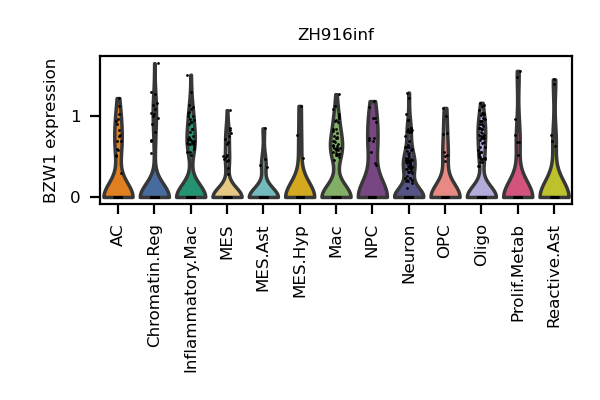 ZH916inf
BZW1 expression
1
0
AC
Chromatin.Reg
Inflammatory.Mac
MES
MES.Ast
MES.Hyp
Mac
NPC
Neuron
OPC
Oligo
Prolif.Metab
Reactive.Ast